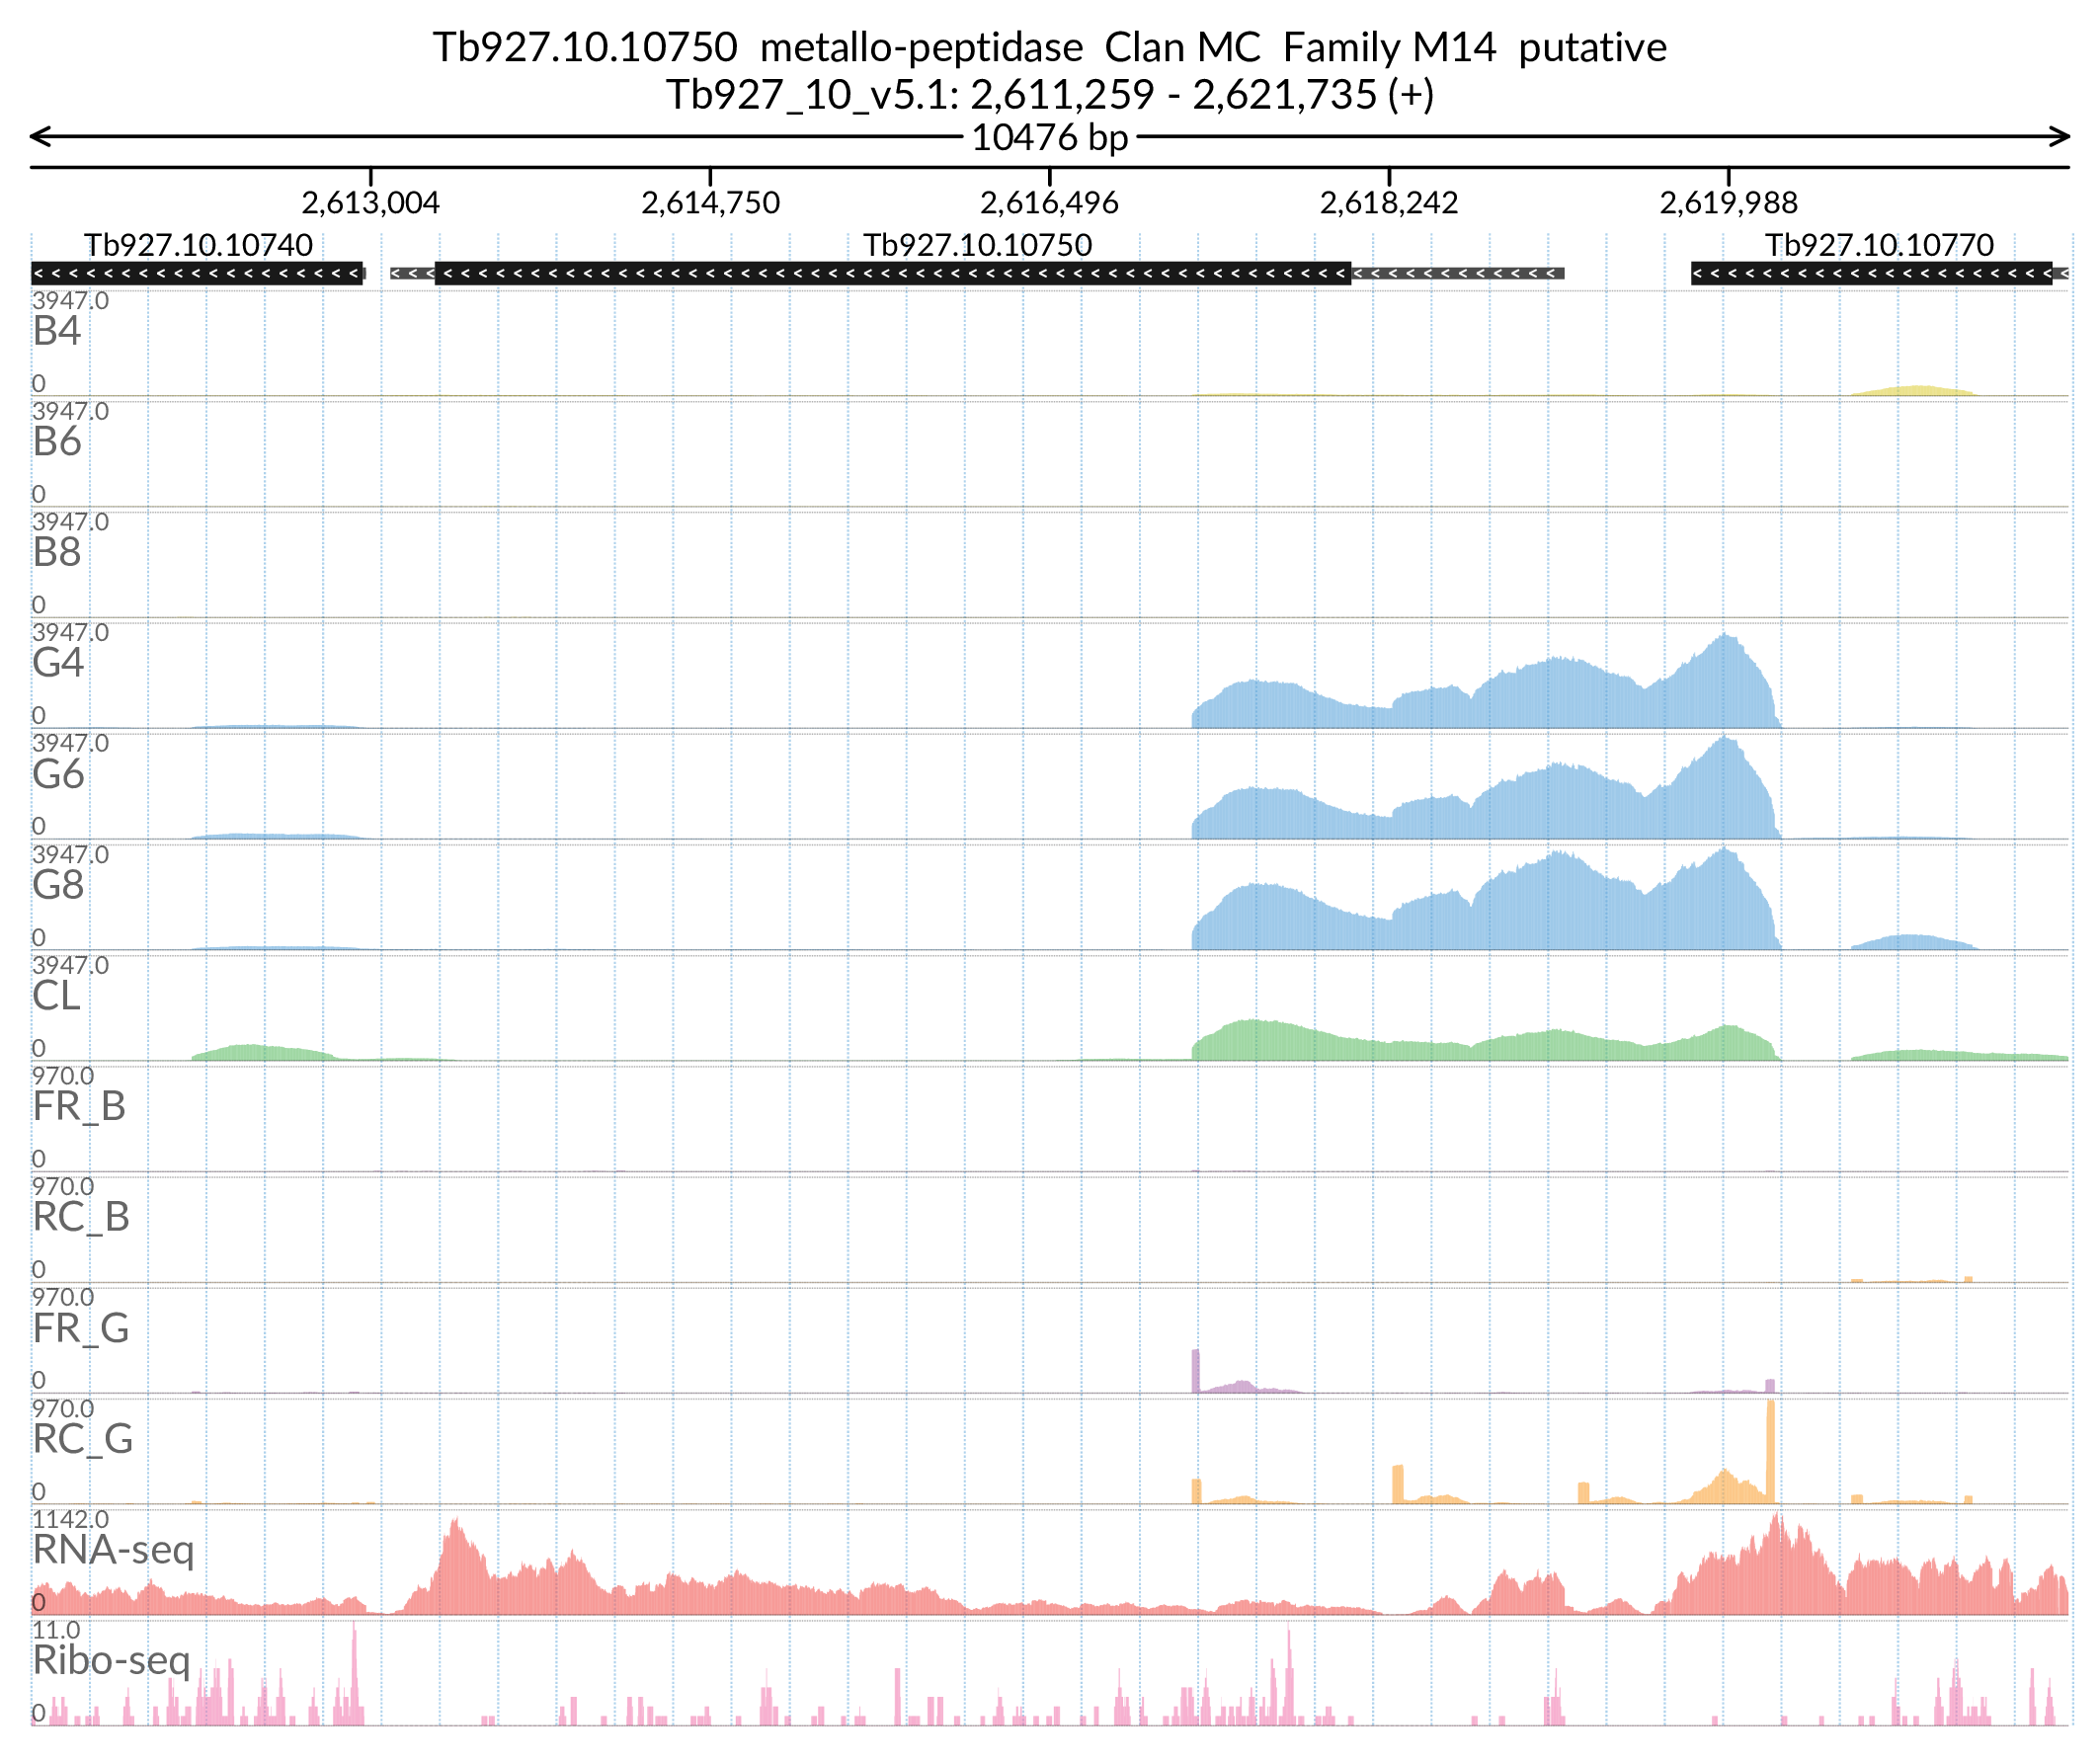 Tb927.10.10750 metallo-peptidase Clan MC Family M14 putative
Tb927_10_v5.1: 2,611,259 - 2,621,735 (+)
10476 bp
2,613,004 2,614,750 2,616,496 2,618,242 2,619,988
Tb927.10.10740 Tb927.10.10750 Tb927.10.10770
3947.0
B4
0
3947.0
B6
0
3947.0
B8
0
3947.0
G4
0
3947.0
G6
0
3947.0
G8
0
3947.0
CL
0
970.0
FR_B
0
970.0
RC_B
0
970.0
FR_G
0
970.0
RC_G
0
1142.0
RNA-seq
0
11.0
Ribo-seq
0